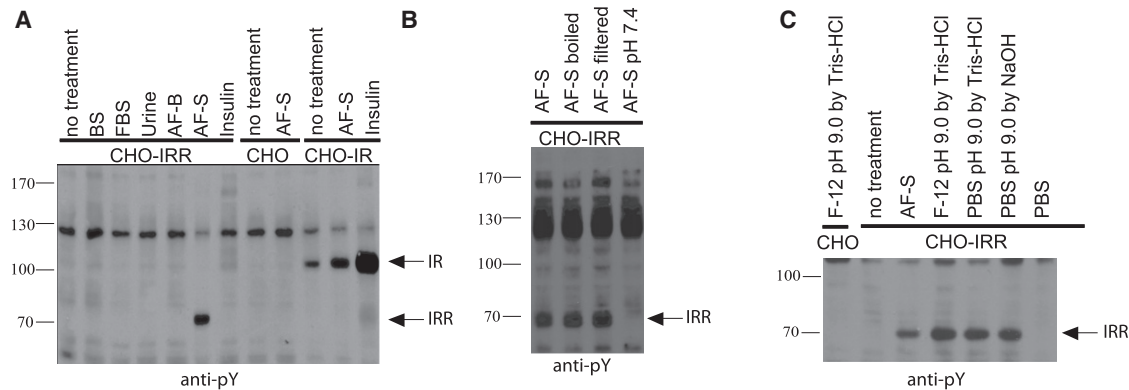 A
no treatment
BS
FBS
Urine
AF-B
AF-S
Insulin
no treatment
AF-S
no treatment
AF-S
Insulin
CHO-IRR
CHO
CHO-IR
170
130
100
70
IR
IRR
anti-pY
B
AF-S
AF-S boiled
AF-S filtered
AF-S pH 7.4
CHO-IRR
170
130
100
70
IRR
anti-pY
C
F-12 pH 9.0 by Tris-HCl
no treatment
AF-S
F-12 pH 9.0 by Tris-HCl
PBS pH 9.0 by Tris-HCl
PBS pH 9.0 by NaOH
PBS
CHO
CHO-IRR
100
70
IRR
anti-pY